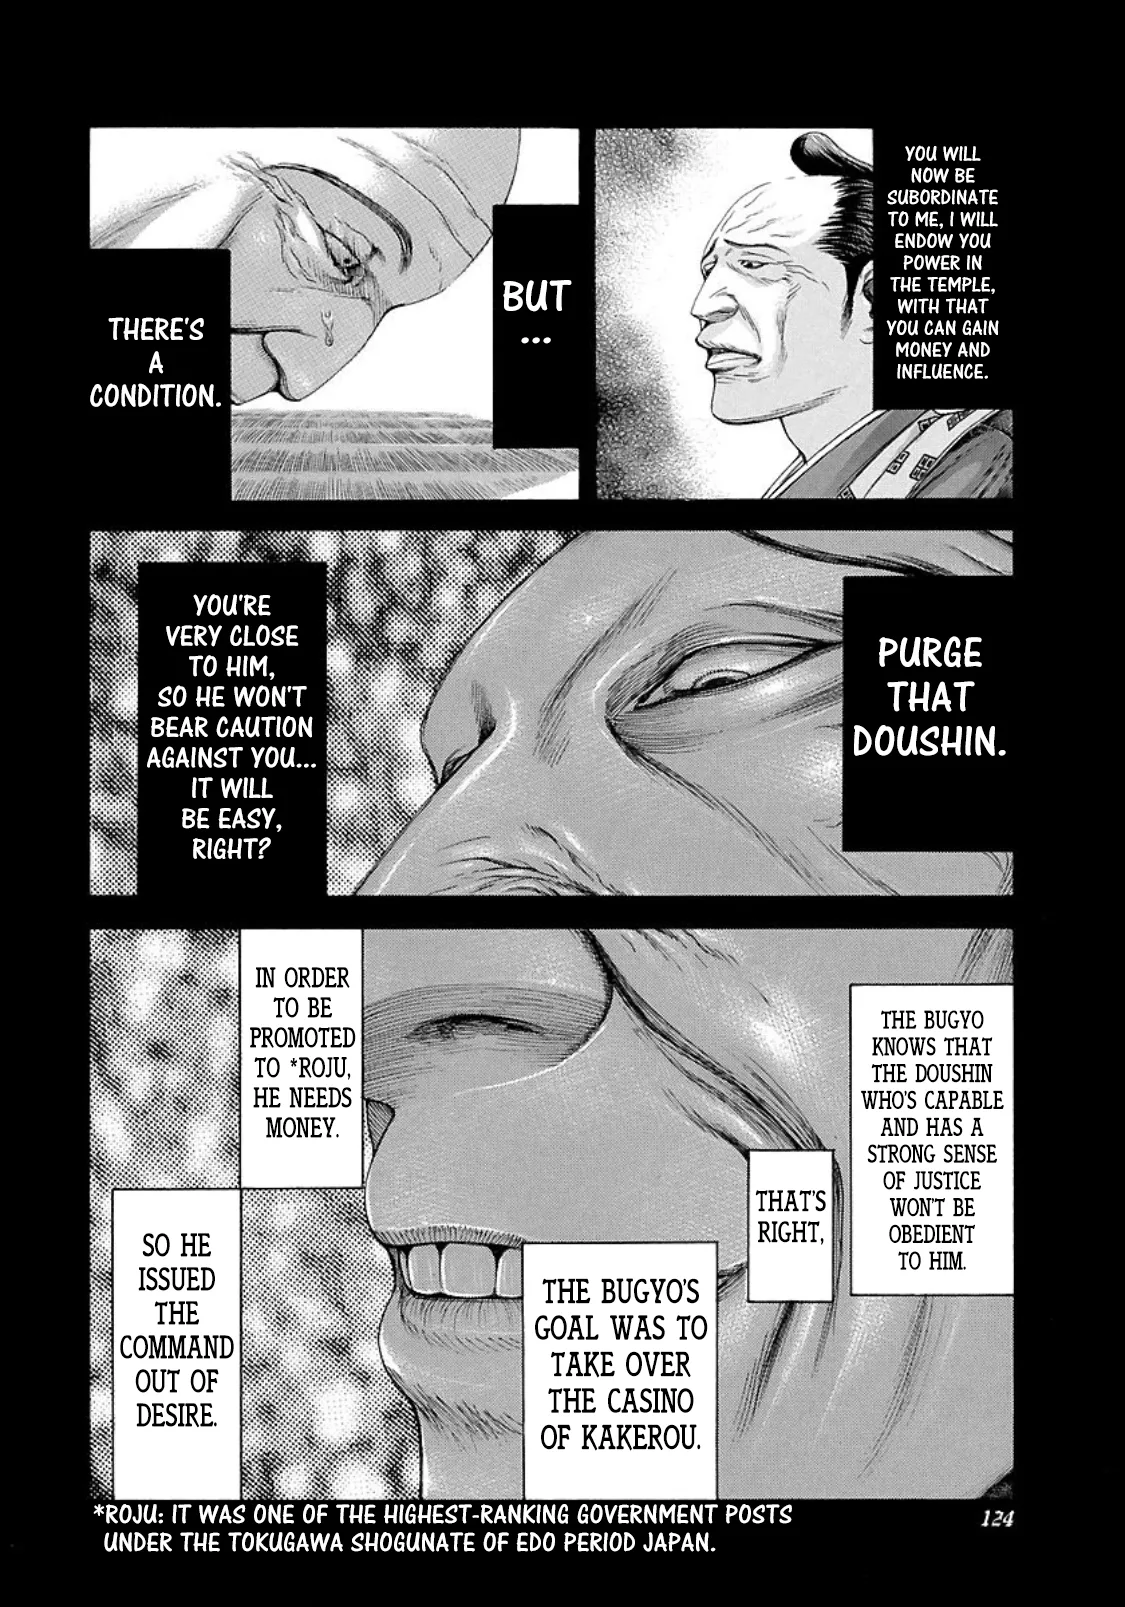 YOU WILL
NOW BE
SUBORDINATE
TO ME, I WILL
ENDOW YOU
POWER IN
THE TEMPLE,
WITH THAT
YOU CAN GAIN
MONEY AND
INFLUENCE.
BUT
...
THERE'S
A
CONDITION.
PURGE
THAT
DOUSHIN.
YOU'RE
VERY CLOSE
TO HIM,
SO HE WON'T
BEAR CAUTION
AGAINST YOU...
IT WILL
BE EASY,
RIGHT?
THE BUGYO
KNOWS THAT
THE DOUSHIN
WHO'S CAPABLE
AND HAS A
STRONG SENSE
OF JUSTICE
WON'T BE
OBEDIENT
TO HIM.
THAT'S
RIGHT,
THE BUGYO'S
GOAL WAS TO
TAKE OVER
THE CASINO
OF KAKEROU.
IN ORDER
TO BE
PROMOTED
TO *ROJU,
HE NEEDS
MONEY.
SO HE
ISSUED
THE
COMMAND
OUT OF
DESIRE.
*ROJU: IT WAS ONE OF THE HIGHEST-RANKING GOVERNMENT POSTS
UNDER THE TOKUGAWA SHOGUNATE OF EDO PERIOD JAPAN.
124